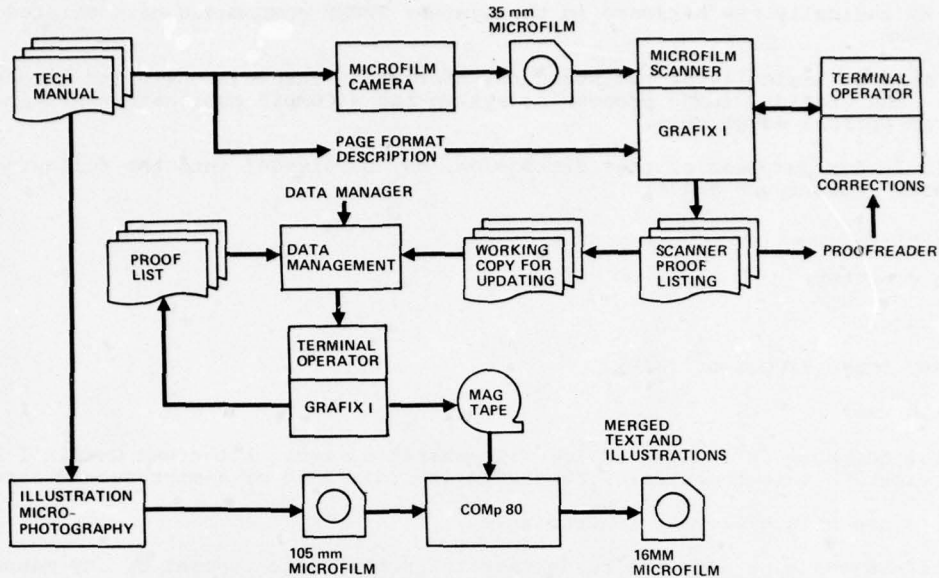 35 mm
MICROFILM
TECH
MANUAL
MICROFILM
CAMERA
MICROFILM
SCANNER
GRAFIX I
TERMINAL
OPERATOR
PAGE FORMAT
DESCRIPTION
CORRECTIONS
DATA MANAGER
PROOF
LIST
DATA
MANAGEMENT
WORKING
COPY FOR
UPDATING
SCANNER
PROOF
LISTING
PROOFREADER
TERMINAL
OPERATOR
GRAFIX I
MAG
TAPE
MERGED
TEXT AND
ILLUSTRATIONS
ILLUSTRATION
MICRO-
PHOTOGRAPHY
COMp 80
105 mm
MICROFILM
16MM
MICROFILM